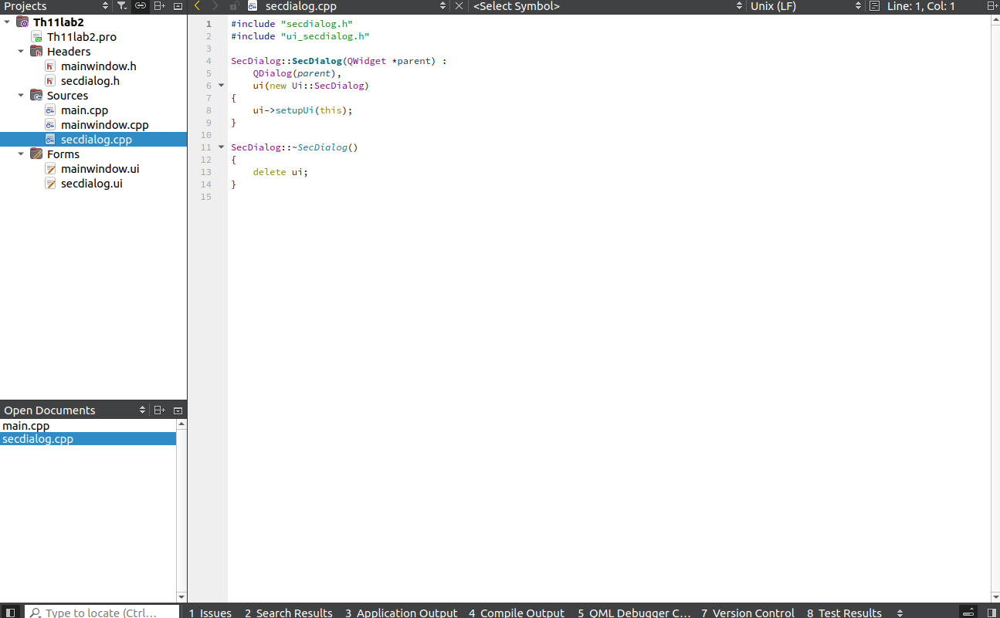 Projects
secdialog.cpp
<Select Symbol>
Unix (LF)
Line: 1, Col: 1
Th11lab2
Th11lab2.pro
Headers
mainwindow.h
secdialog.h
Sources
main.cpp
mainwindow.cpp
secdialog.cpp
Forms
mainwindow.ui
secdialog.ui
1 #include "secdialog.h"
2 #include "ui_secdialog.h"
3
4 SecDialog::SecDialog(QWidget *parent) :
5     QDialog(parent),
6     ui(new Ui::SecDialog)
7 {
8     ui->setupUi(this);
9 }
10
11 SecDialog::~SecDialog()
12 {
13     delete ui;
14 }
15
Open Documents
main.cpp
secdialog.cpp
Type to locate (Ctrl...
1 Issues
2 Search Results
3 Application Output
4 Compile Output
5 QML Debugger C...
7 Version Control
8 Test Results